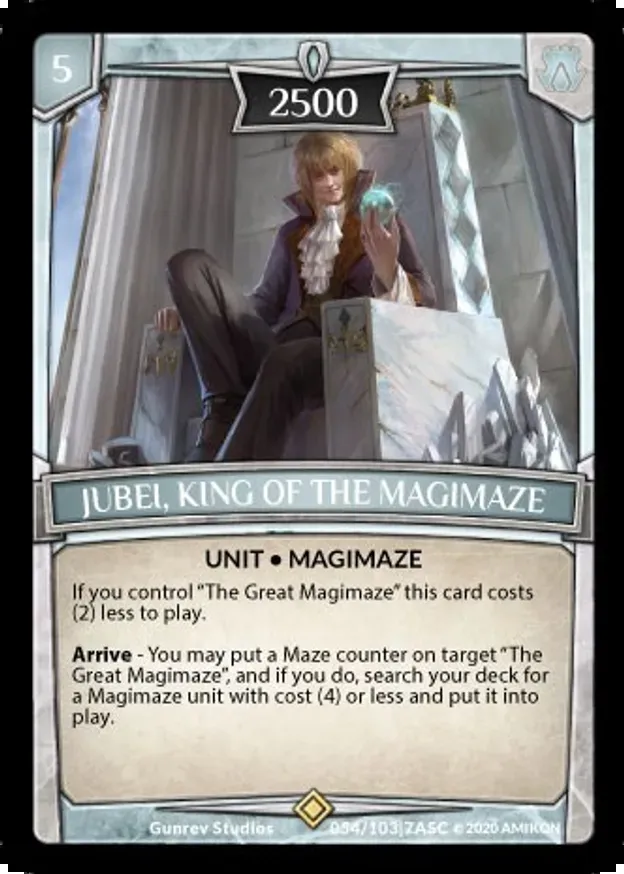 5
2500
JUBEI, KING OF THE MAGIMAZE
UNIT • MAGIMAZE
If you control "The Great Magimaze" this card costs
(2) less to play.
Arrive - You may put a Maze counter on target "The
Great Magimaze", and if you do, search your deck for
a Magimaze unit with cost (4) or less and put it into
play.
Gunrev Studios 054/103|ZASC © 2020 AMIKON